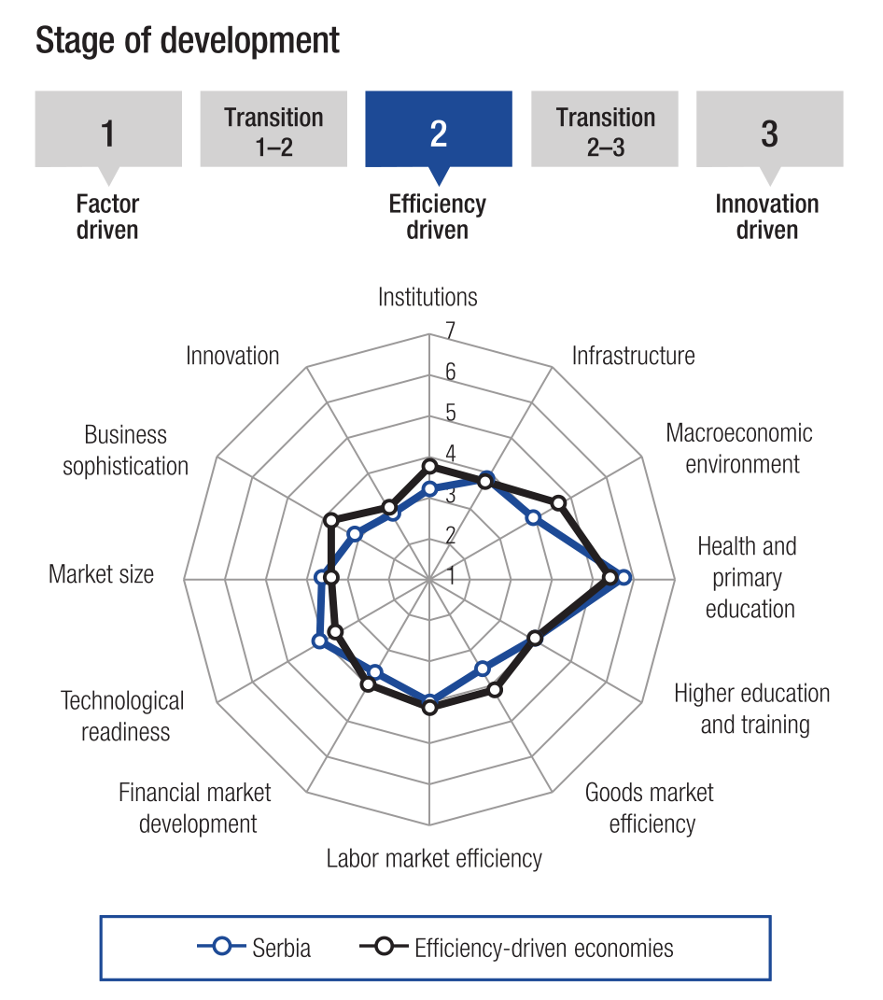 Stage of development
1
Transition
1–2
2
Transition
2–3
3
Factor
driven
Efficiency
driven
Innovation
driven
Institutions
Innovation
Infrastructure
Business
sophistication
Macroeconomic
environment
Market size
Health and
primary
education
Technological
readiness
Higher education
and training
Financial market
development
Goods market
efficiency
Labor market efficiency
7
6
5
4
3
2
1
Serbia
Efficiency-driven economies